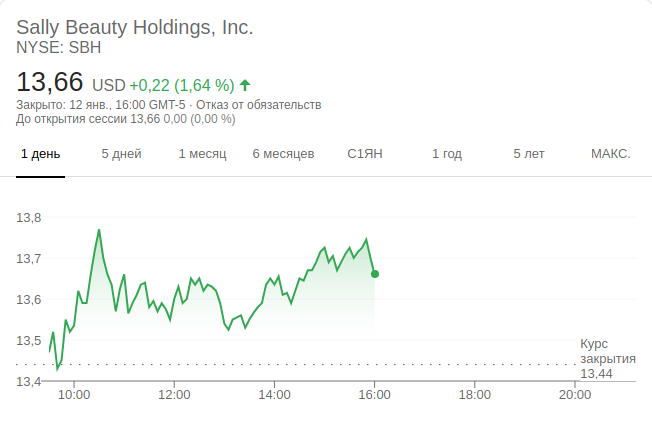 Sally Beauty Holdings, Inc.
NYSE: SBH
13,66 USD +0,22 (1,64 %)
Закрыто: 12 янв., 16:00 GMT-5 · Отказ от обязательств
До открытия сессии 13,66 0,00 (0,00 %)
1 день 5 дней 1 месяц 6 месяцев С1ЯН 1 год 5 лет МАКС.
13,8
13,7
13,6
13,5
Курс
закрытия
13,44
13,4
10:00 12:00 14:00 16:00 18:00 20:00